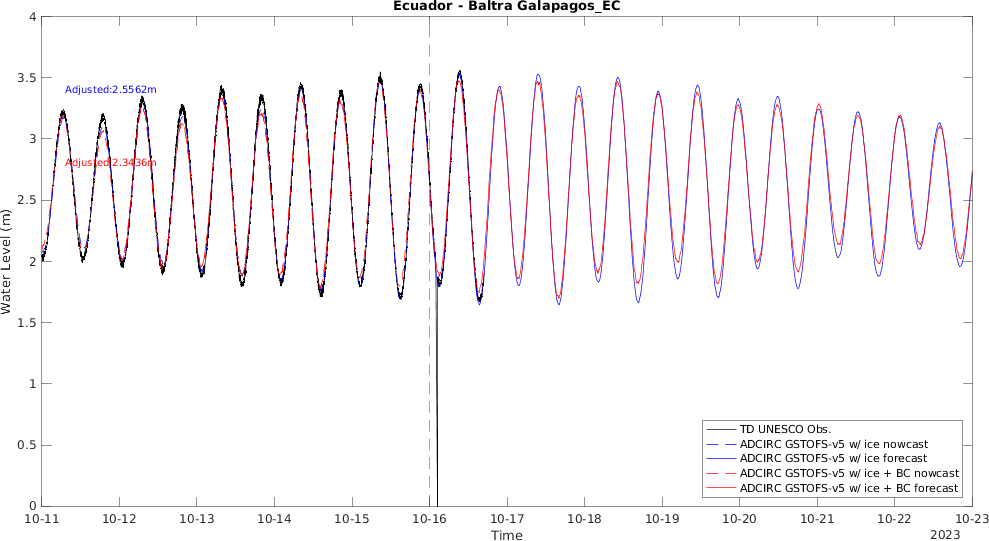 Ecuador - Baltra Galapagos_EC
4
3.5
3
2.5
2
1.5
1
0.5
0
Water Level (m)
Adjusted:2.5562m
Adjusted:2.3436m
TD UNESCO Obs.
ADCIRC GSTOFS-v5 w/ ice nowcast
ADCIRC GSTOFS-v5 w/ ice forecast
ADCIRC GSTOFS-v5 w/ ice + BC nowcast
ADCIRC GSTOFS-v5 w/ ice + BC forecast
10-11 10-12 10-13 10-14 10-15 10-16 10-17 10-18 10-19 10-20 10-21 10-22 10-23
Time
2023